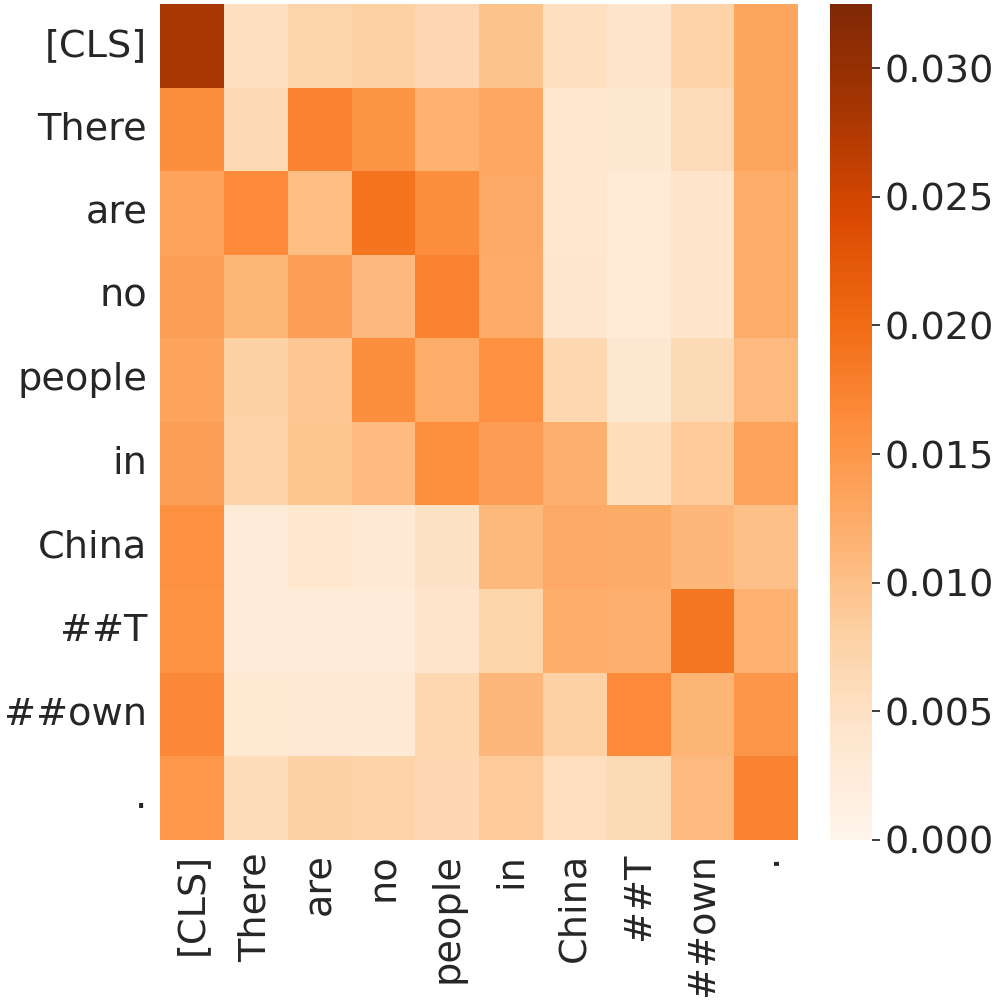 [CLS]
There
are
no
people
in
China
##T
##own
.
[CLS]
There
are
no
people
in
China
##T
##own
.
0.030
0.025
0.020
0.015
0.010
0.005
0.000